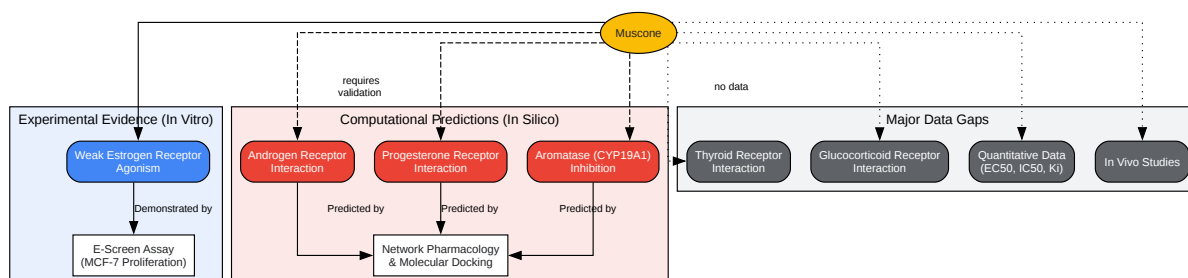 Muscone
requires
validation
no data
Experimental Evidence (In Vitro)
Computational Predictions (In Silico)
Major Data Gaps
Weak Estrogen Receptor
Agonism
Androgen Receptor
Interaction
Progesterone Receptor
Interaction
Aromatase (CYP19A1)
Inhibition
Thyroid Receptor
Interaction
Glucocorticoid Receptor
Interaction
Quantitative Data
(EC50, IC50, Ki)
In Vivo Studies
Demonstrated by
Predicted by
Predicted by
Predicted by
E-Screen Assay
(MCF-7 Proliferation)
Network Pharmacology
& Molecular Docking